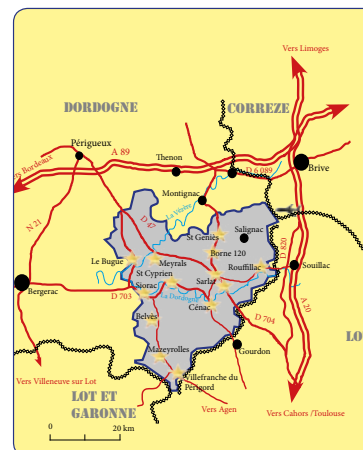 Vers Limoges
DORDOGNE
CORREZE
Périgueux
A 89
Thenon
D 6 089
Brive
Bordeaux
Montignac
La Vézère
N 21
D 47
St Geniès
Salignac
D 820
Borne 120
Le Bugue
Meyrals
Rouffillac
Souillac
St Cyprien
Sarlat
Bergerac
Siorac
D 703
La Dordogne
A 20
Belvès
Cénac
D 704
LO
Mazeyrolles
Gourdon
Vers Villeneuve sur Lot
Villefranche du
Périgord
LOT ET
GARONNE
Vers Agen
Vers Cahors /Toulouse
0
20 km